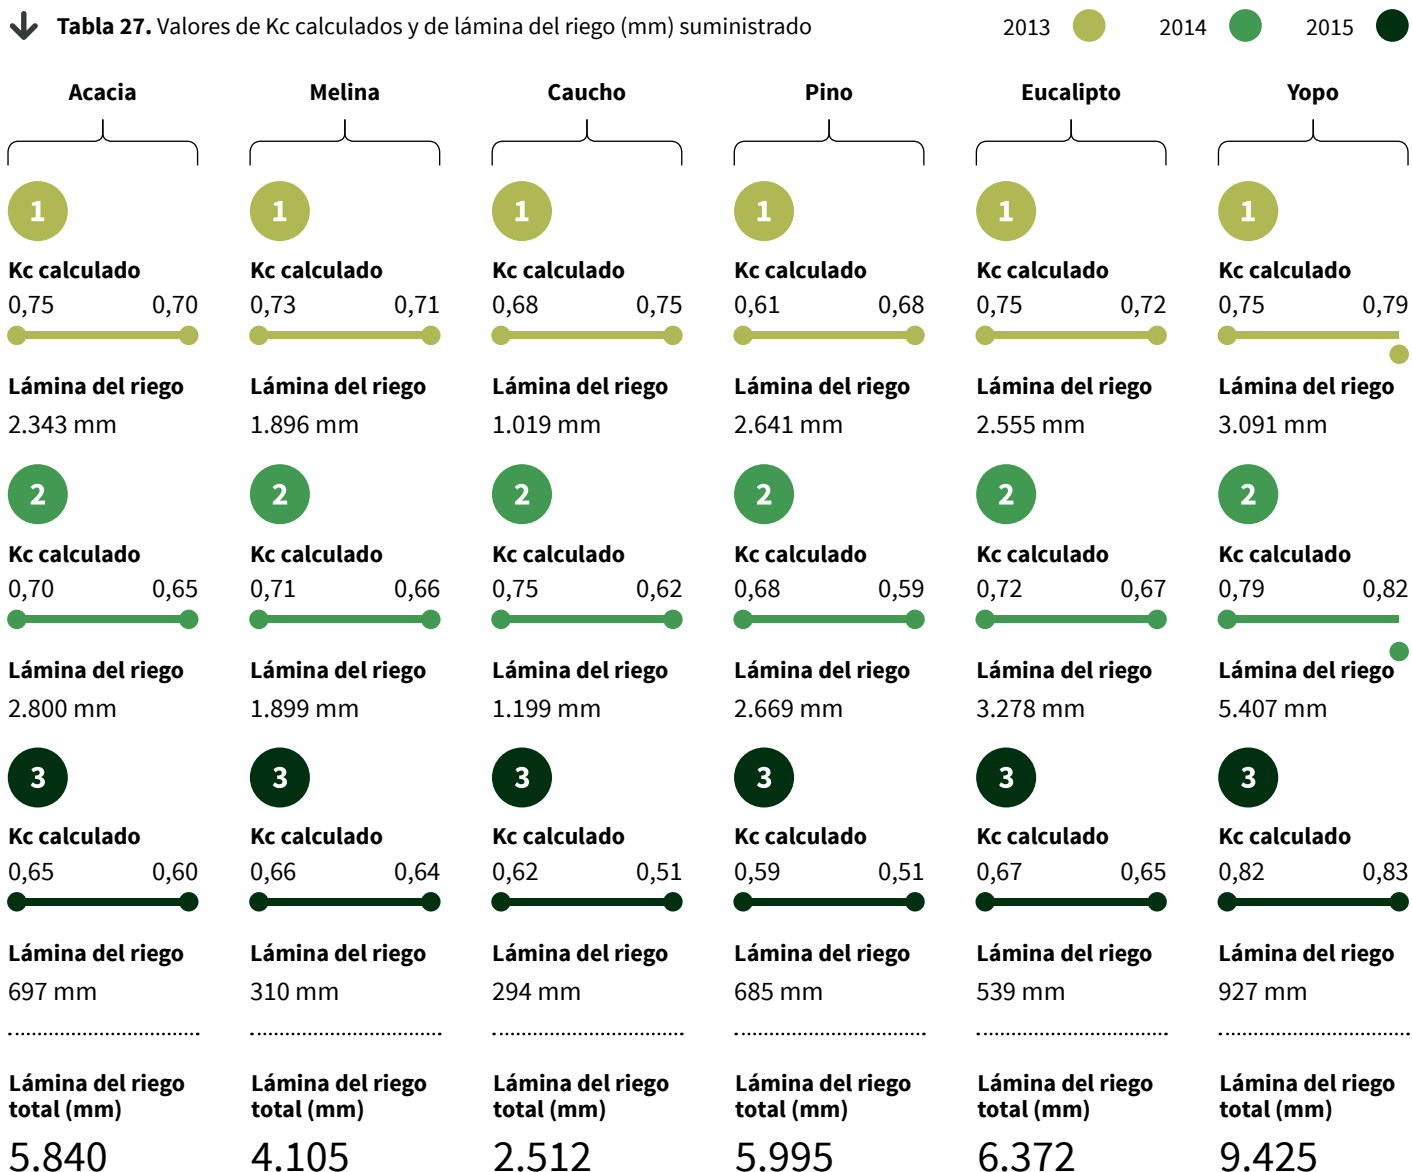 Tabla 27. Valores de Kc calculados y de lámina del riego (mm) suministrado
2013 2014 2015
Acacia Melina Caucho Pino Eucalipto Yopo
1 1 1 1 1 1
Kc calculado Kc calculado Kc calculado Kc calculado Kc calculado Kc calculado
0,75 0,70 0,73 0,71 0,68 0,75 0,61 0,68 0,75 0,72 0,75 0,79
Lámina del riego Lámina del riego Lámina del riego Lámina del riego Lámina del riego Lámina del riego
2.343 mm 1.896 mm 1.019 mm 2.641 mm 2.555 mm 3.091 mm
2 2 2 2 2 2
Kc calculado Kc calculado Kc calculado Kc calculado Kc calculado Kc calculado
0,70 0,65 0,71 0,66 0,75 0,62 0,68 0,59 0,72 0,67 0,79 0,82
Lámina del riego Lámina del riego Lámina del riego Lámina del riego Lámina del riego Lámina del riego
2.800 mm 1.899 mm 1.199 mm 2.669 mm 3.278 mm 5.407 mm
3 3 3 3 3 3
Kc calculado Kc calculado Kc calculado Kc calculado Kc calculado Kc calculado
0,65 0,60 0,66 0,64 0,62 0,51 0,59 0,51 0,67 0,65 0,82 0,83
Lámina del riego Lámina del riego Lámina del riego Lámina del riego Lámina del riego Lámina del riego
697 mm 310 mm 294 mm 685 mm 539 mm 927 mm
Lámina del riego Lámina del riego Lámina del riego Lámina del riego Lámina del riego Lámina del riego
total (mm) total (mm) total (mm) total (mm) total (mm) total (mm)
5.840 4.105 2.512 5.995 6.372 9.425